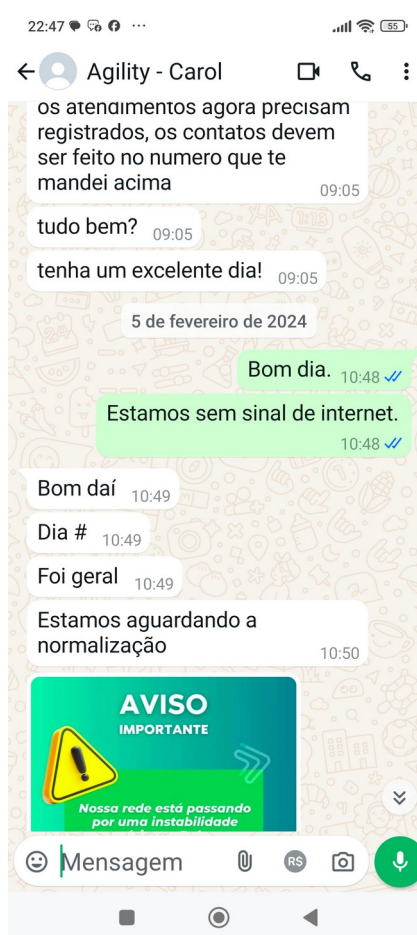 22:47
55
Agility - Carol
os atendimentos agora precisam
registrados, os contatos devem
ser feito no numero que te
mandei acima
09:05
tudo bem? 09:05
tenha um excelente dia! 09:05
5 de fevereiro de 2024
Bom dia. 10:48
Estamos sem sinal de internet.
10:48
Bom daí 10:49
Dia # 10:49
Foi geral 10:49
Estamos aguardando a
normalização
10:50
AVISO
IMPORTANTE
Nossa rede está passando
por uma instabilidade
Mensagem
R$